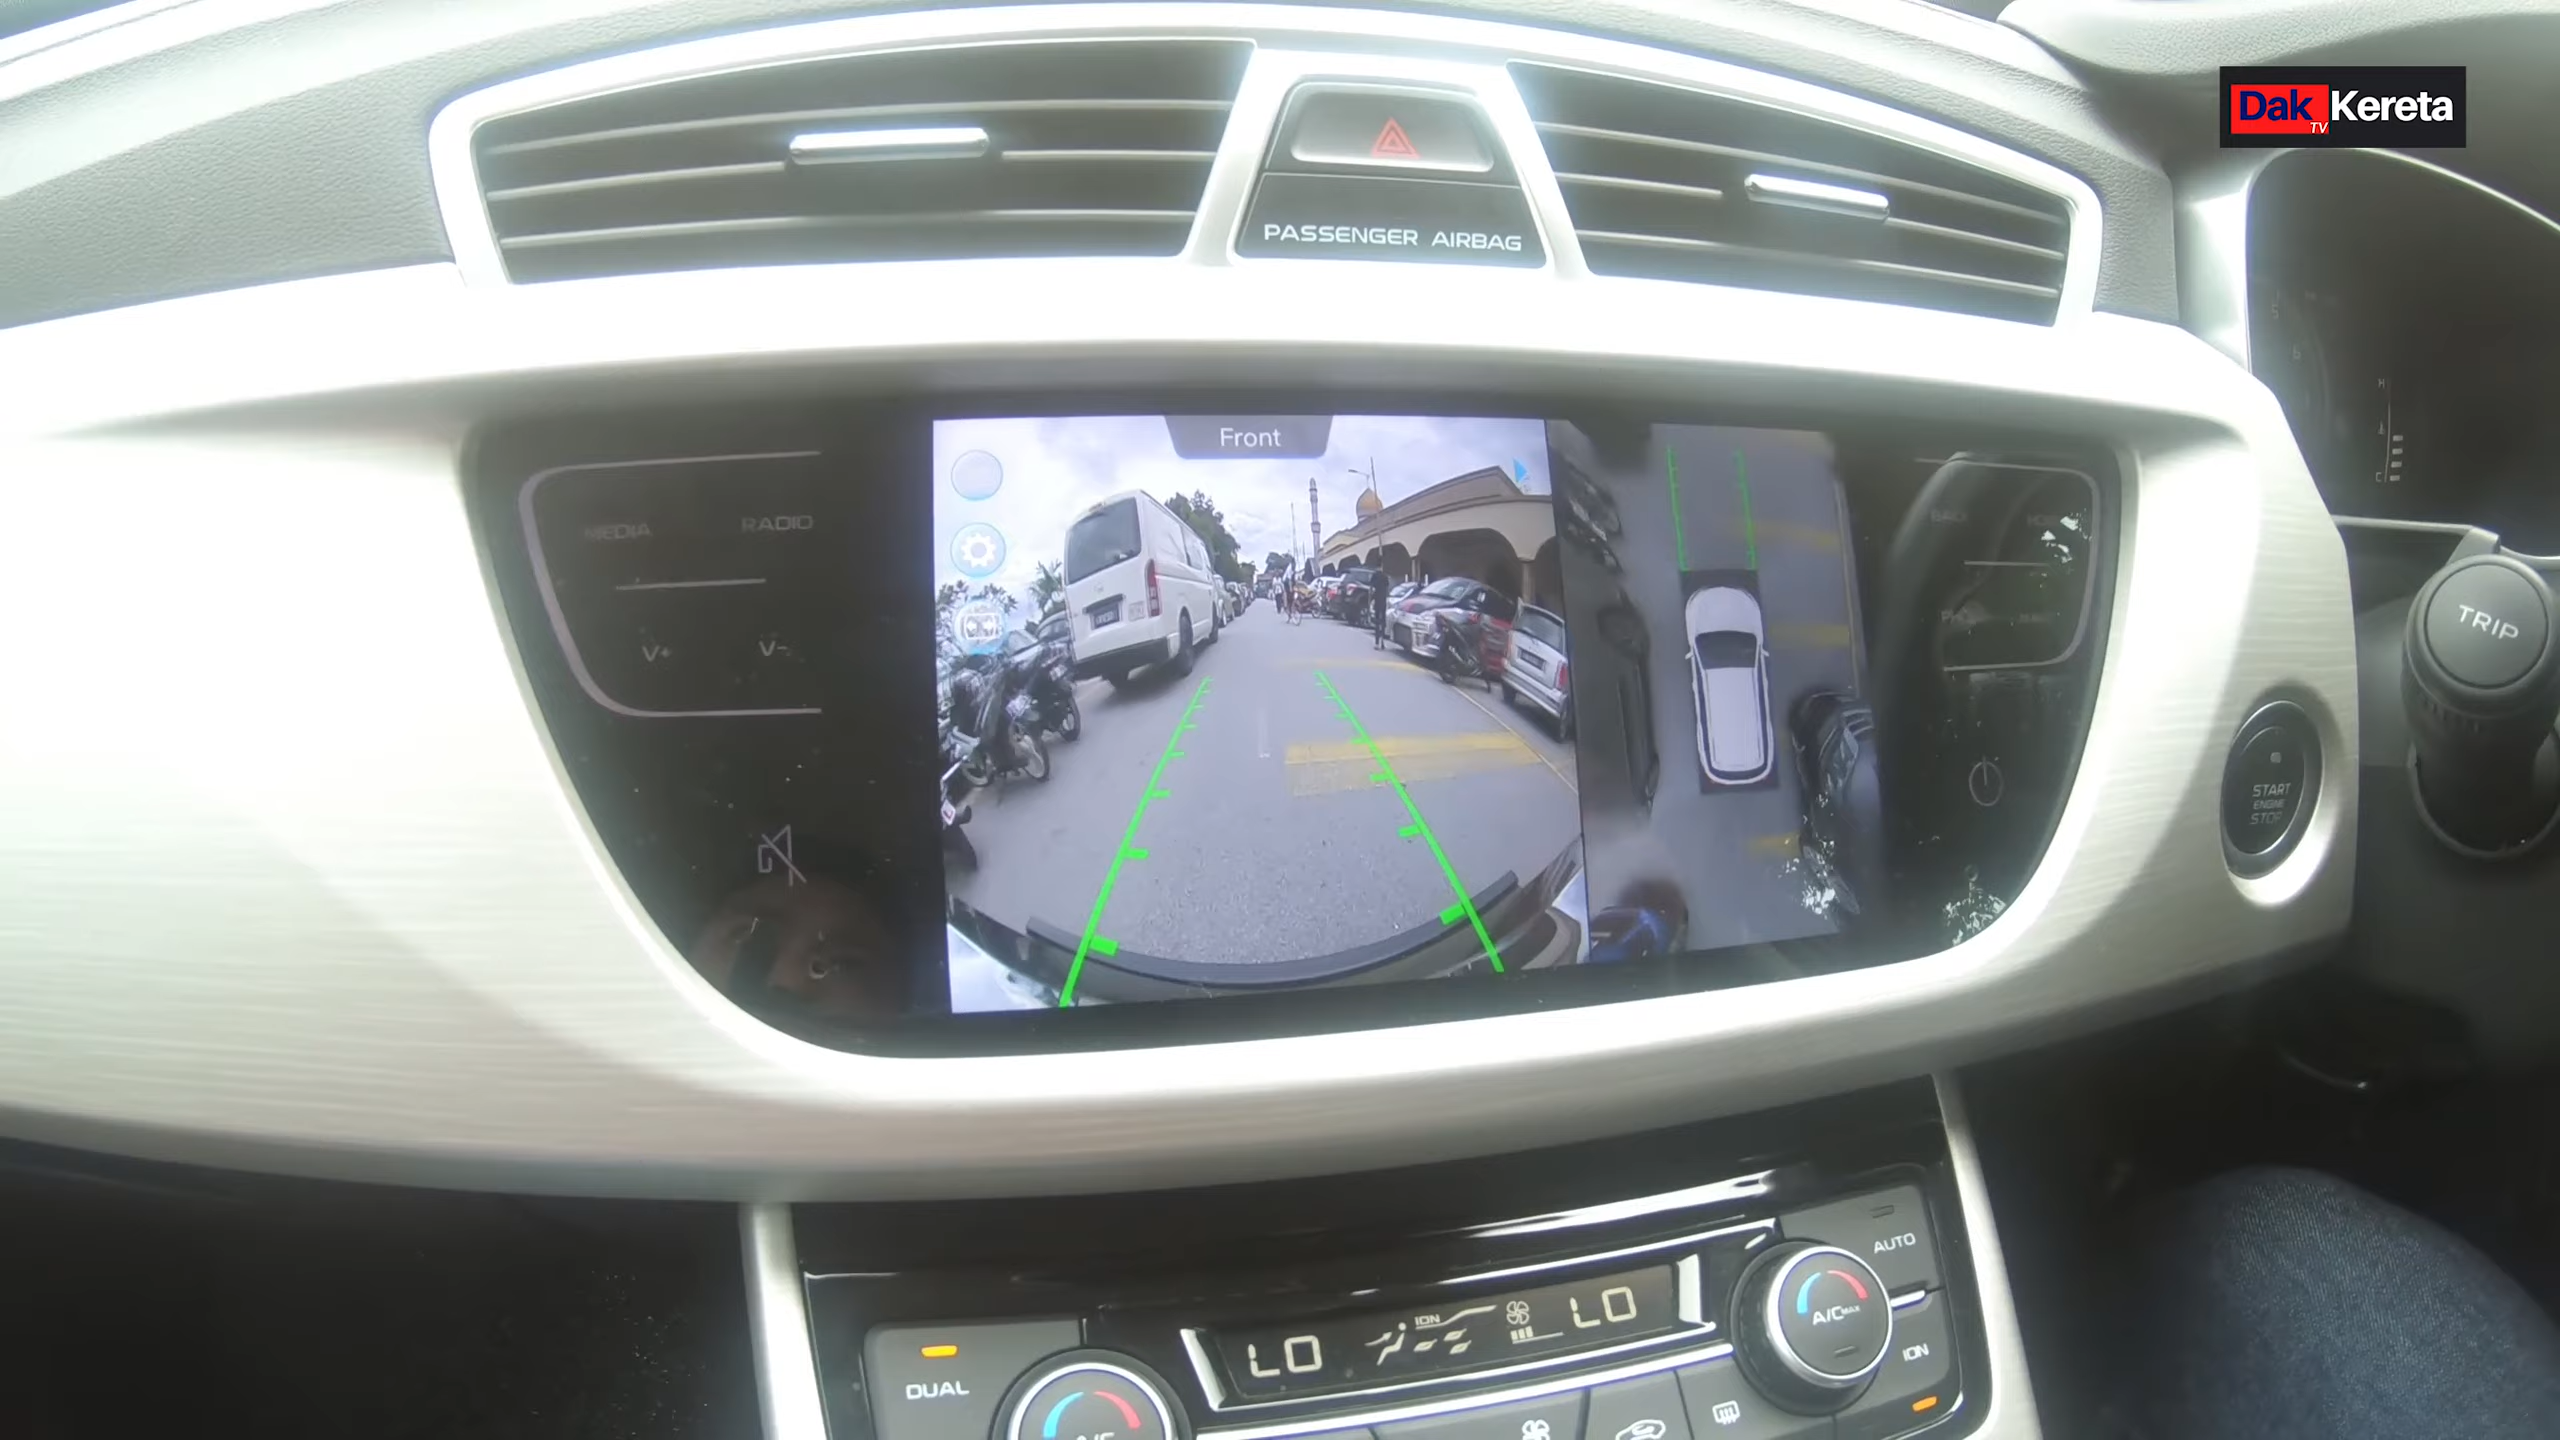 Dak Kereta
TV
PASSENGER AIRBAG
Front
MEDIA RADIO
V+ V-
BACK
H
C
TRIP
START
ENGINE
STOP
AUTO
A/C MAX
ION
LO ION LO
DUAL